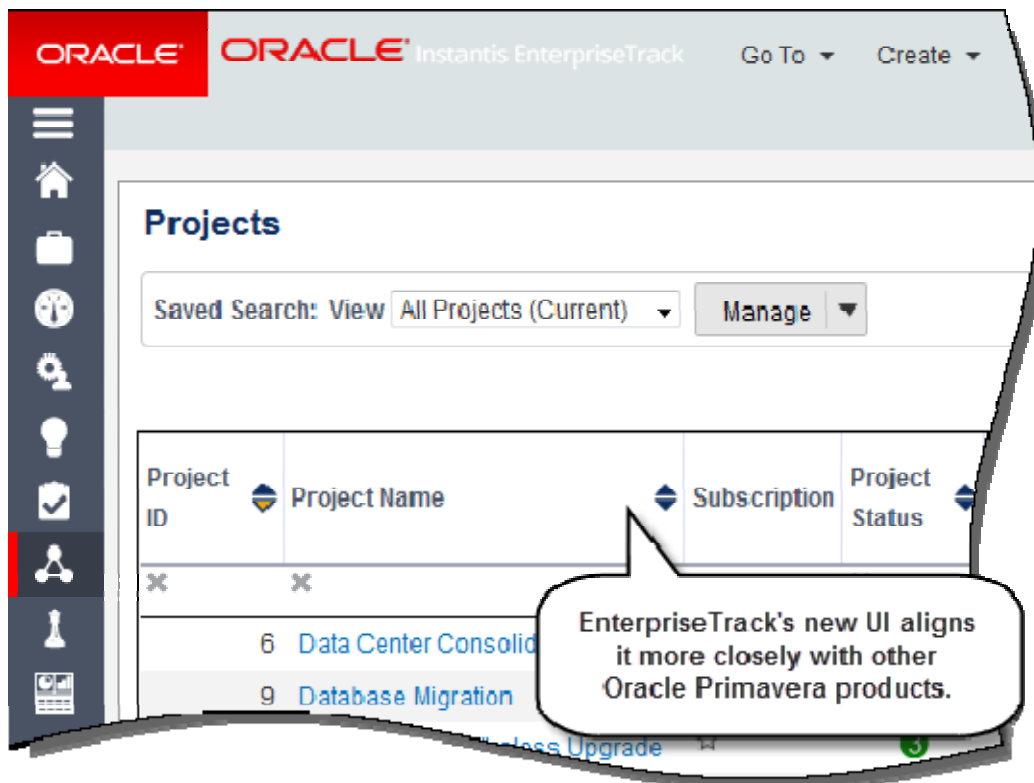 ORACLE
ORACLE Instantis EnterpriseTrack Go To Create
Projects
Saved Search: View All Projects (Current) Manage
Project ID Project Name Subscription Project Status
6 Data Center
9 Database Migration
Upgrade 3
EnterpriseTrack's new UI aligns
it more closely with other
Oracle Primavera products.